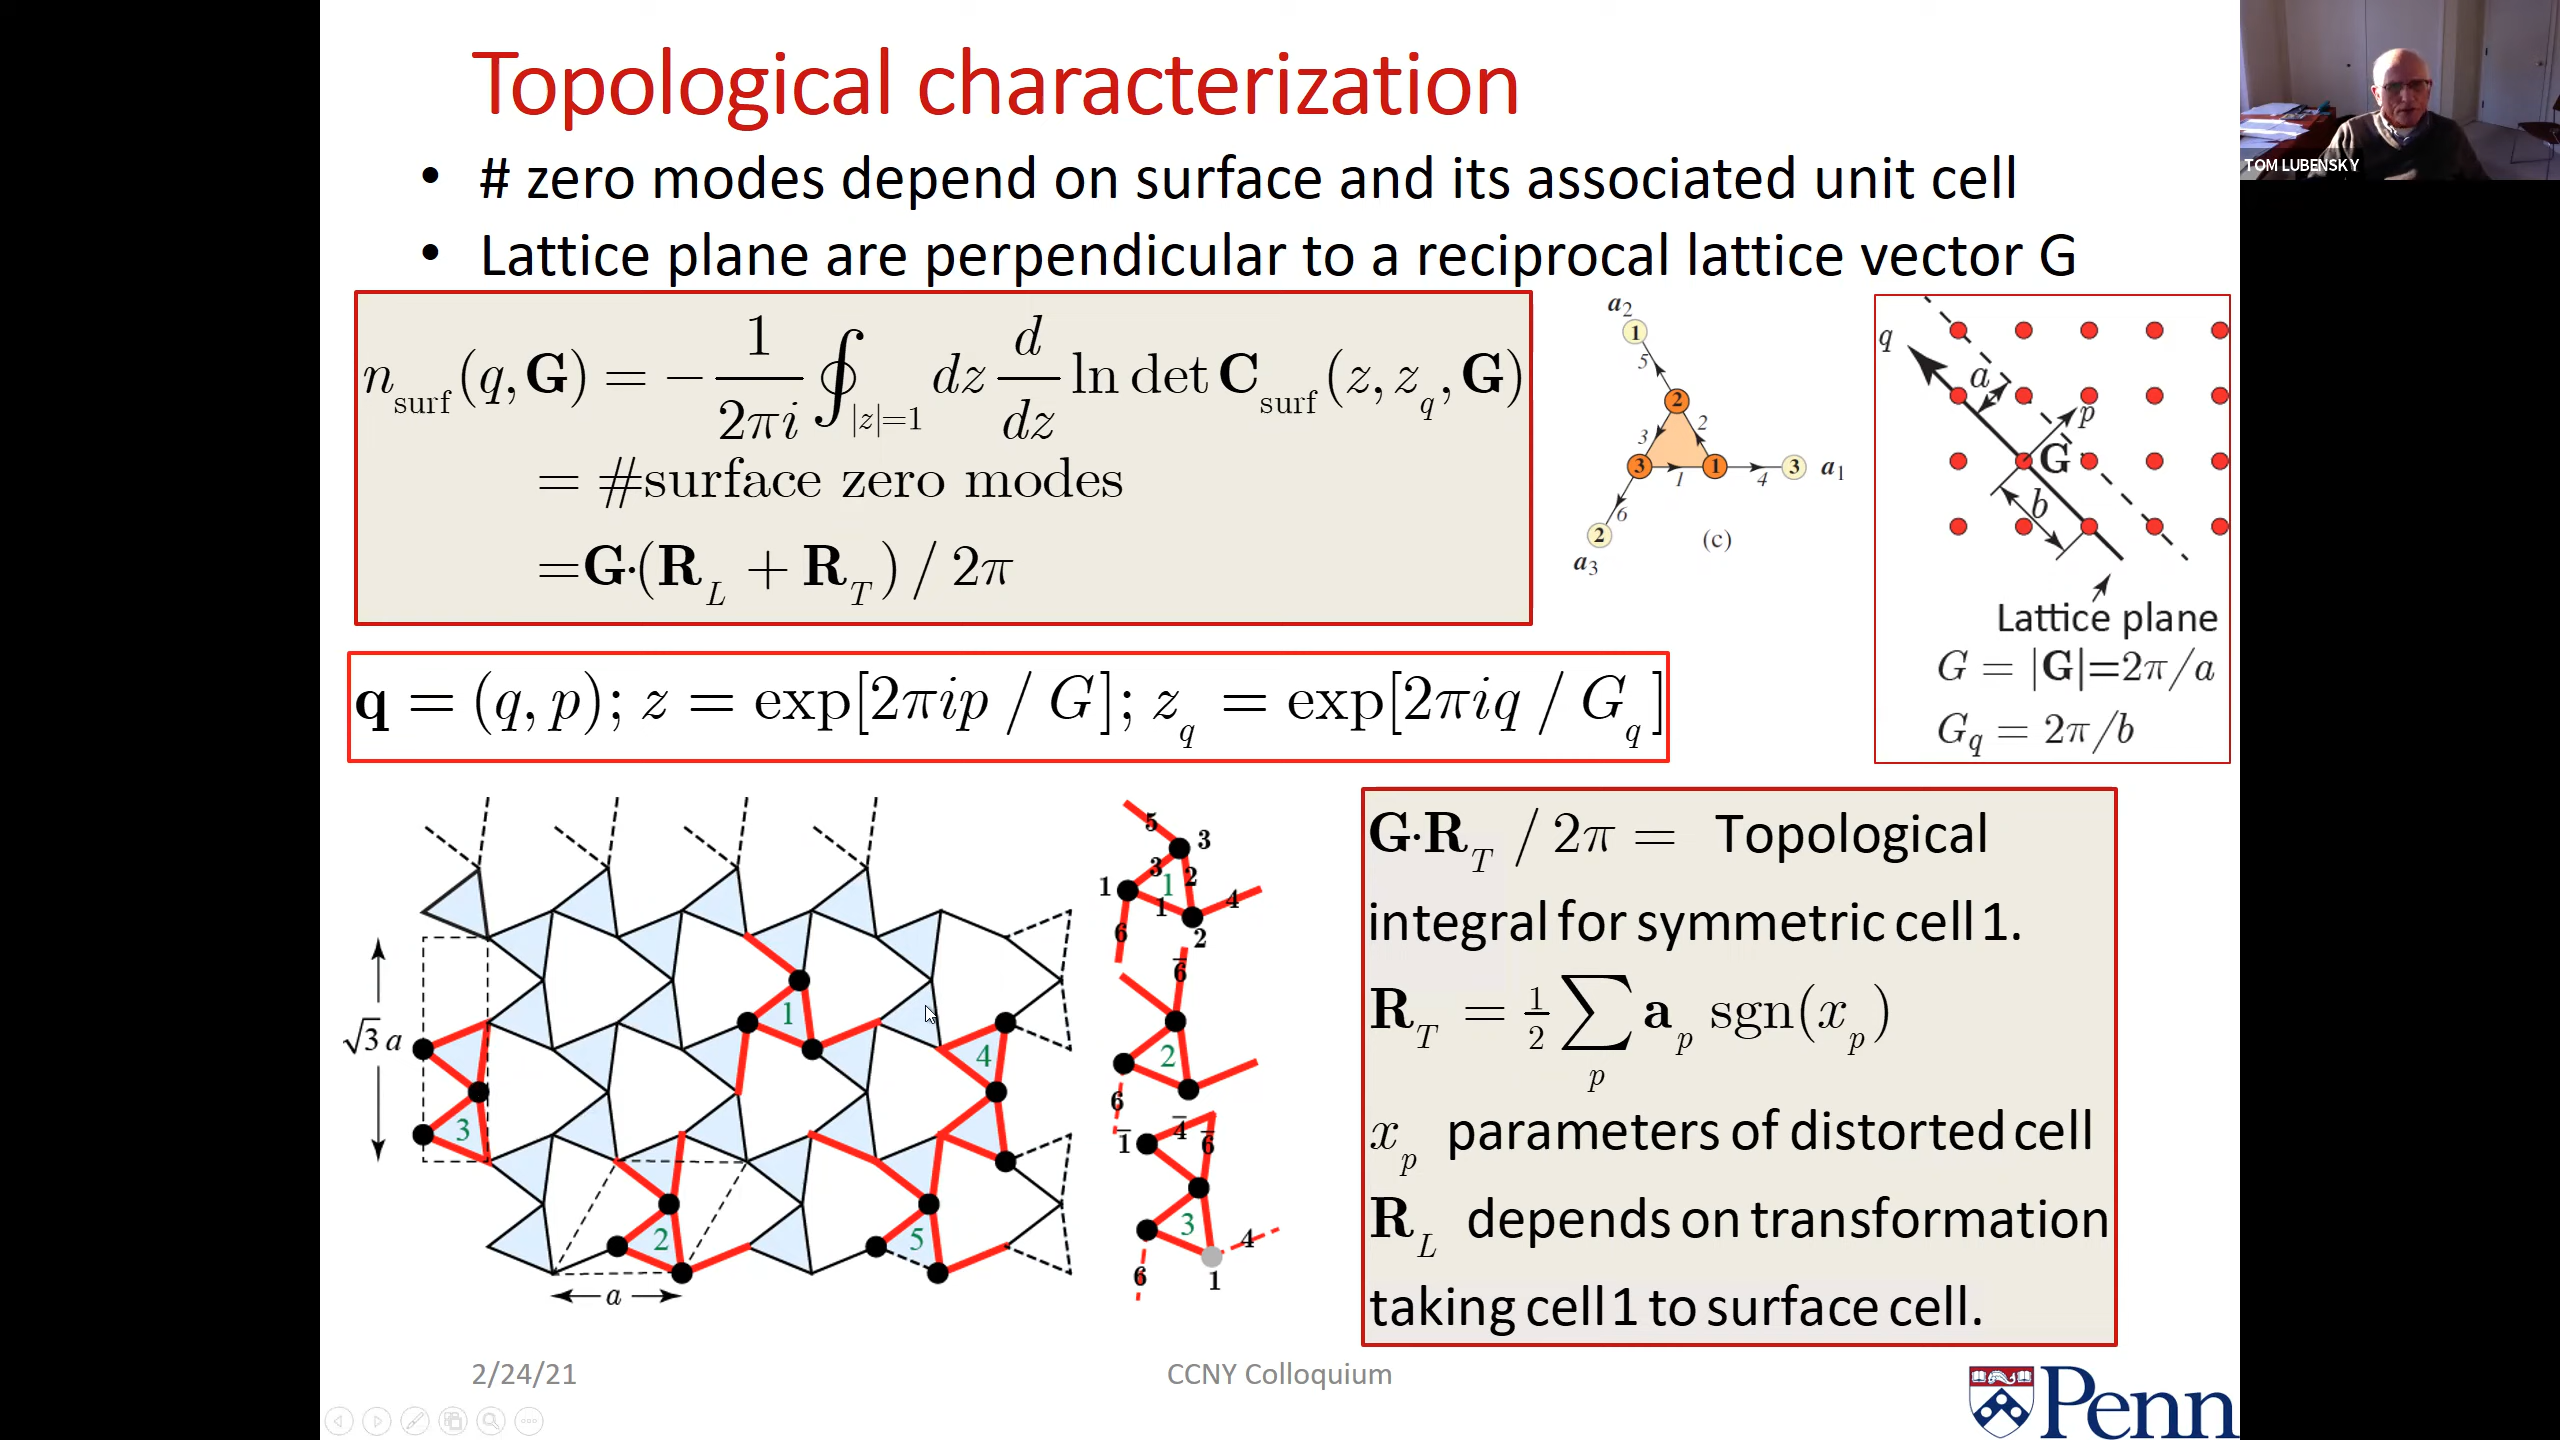 Topological characterization
TOM LUBENSKY
• # zero modes depend on surface and its associated unit cell
• Lattice plane are perpendicular to a reciprocal lattice vector G
n_surf(q,G) = −1/2πi ∮_|z|=1 dz d/dz ln det C_surf(z, z_q, G)
= #surface zero modes
=G·(R_L + R_T) / 2π
a₂
1
5
2
3 2
3 1 1 4 3 a₁
6
2
a₃
(c)
q
a
p
G
b
Lattice plane
G = |G|=2π/a
G_q = 2π/b
q = (q, p); z = exp[2πip / G]; z_q = exp[2πiq / G_q]
√3 a
1
4
3
2
5
a
5
3
3
1
2
1
1
4
6
2
6̅
2
6
4̅
1̅
6̅
3
4
6
1
G·R_T / 2π = Topological
integral for symmetric cell 1.
R_T = ½ ∑_p a_p sgn(x_p)
x_p parameters of distorted cell
R_L depends on transformation
taking cell 1 to surface cell.
2/24/21
CCNY Colloquium
Penn